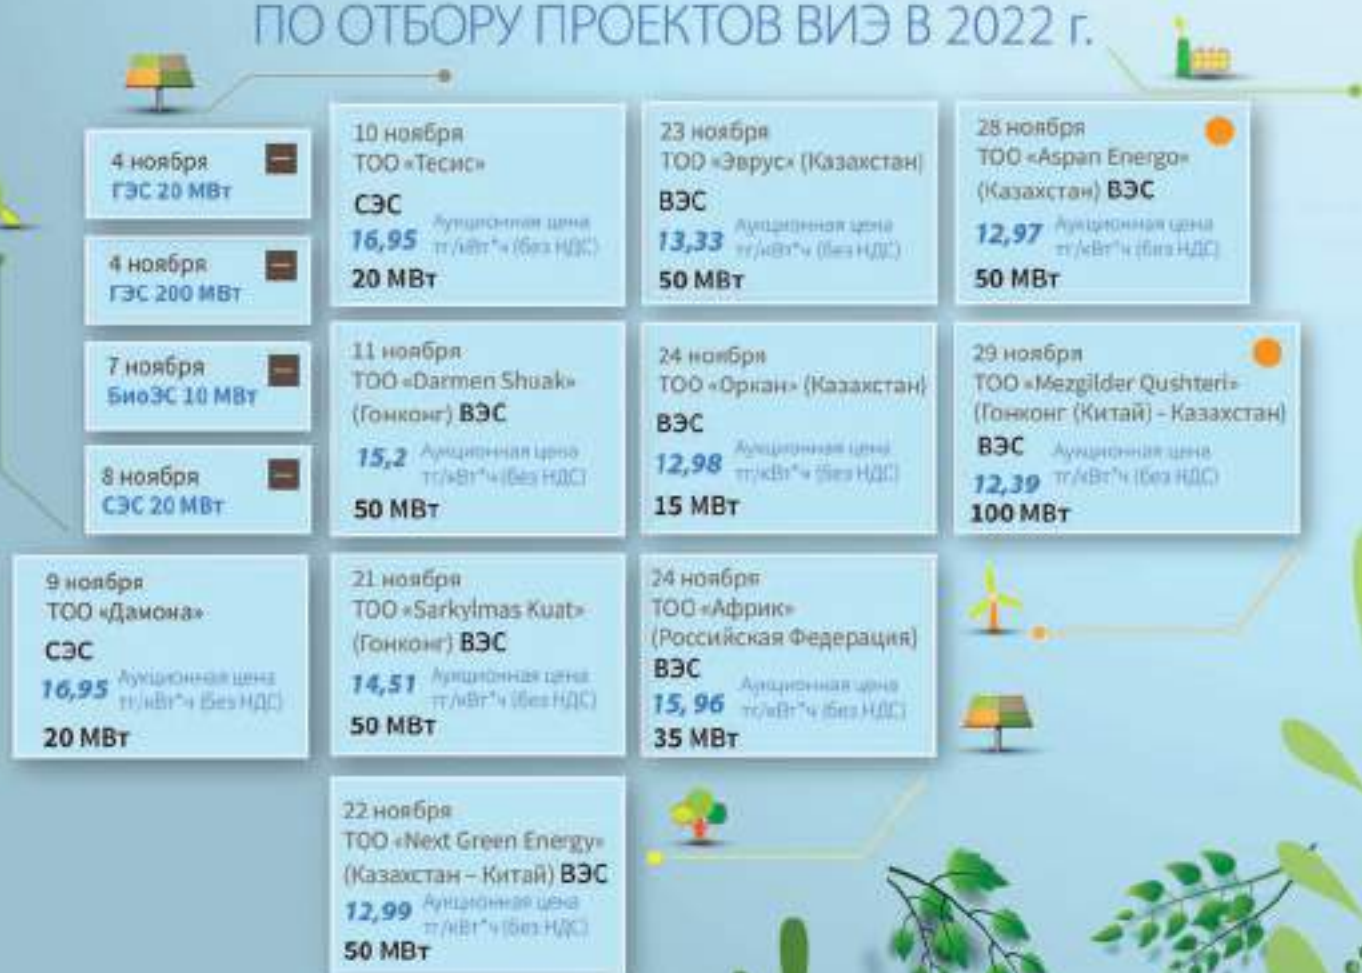 ПО ОТБОРУ ПРОЕКТОВ ВИЭ В 2022 г.
4 ноября
ГЭС 20 МВт
4 ноября
ГЭС 200 МВт
7 ноября
БиоЭС 10 МВт
8 ноября
СЭС 20 МВт
9 ноября
ТОО «Дамона»
СЭС
16,95 Аукционная цена
тг/кВт*ч (без НДС)
20 МВт
10 ноября
ТОО «Тесис»
СЭС
16,95 Аукционная цена
тг/кВт*ч (без НДС)
20 МВт
11 ноября
ТОО «Darmen Shuak»
(Гонконг) ВЭС
15,2 Аукционная цена
тг/кВт*ч (без НДС)
50 МВт
21 ноября
ТОО «Sarkylmas Kuat»
(Гонконг) ВЭС
14,51 Аукционная цена
тг/кВт*ч (без НДС)
50 МВт
22 ноября
ТОО «Next Green Energy»
(Казахстан – Китай) ВЭС
12,99 Аукционная цена
тг/кВт*ч (без НДС)
50 МВт
23 ноября
ТОО «Эврус» (Казахстан)
ВЭС
13,33 Аукционная цена
тг/кВт*ч (без НДС)
50 МВт
24 ноября
ТОО «Оркан» (Казахстан)
ВЭС
12,98 Аукционная цена
тг/кВт*ч (без НДС)
15 МВт
24 ноября
ТОО «Африк»
(Российская Федерация)
ВЭС
15, 96 Аукционная цена
тг/кВт*ч (без НДС)
35 МВт
28 ноября
ТОО «Aspan Energo»
(Казахстан) ВЭС
12,97 Аукционная цена
тг/кВт*ч (без НДС)
50 МВт
29 ноября
ТОО «Mezgilder Qushteri»
(Гонконг (Китай) - Казахстан)
ВЭС Аукционная цена
12,39 тг/кВт*ч (без НДС)
100 МВт